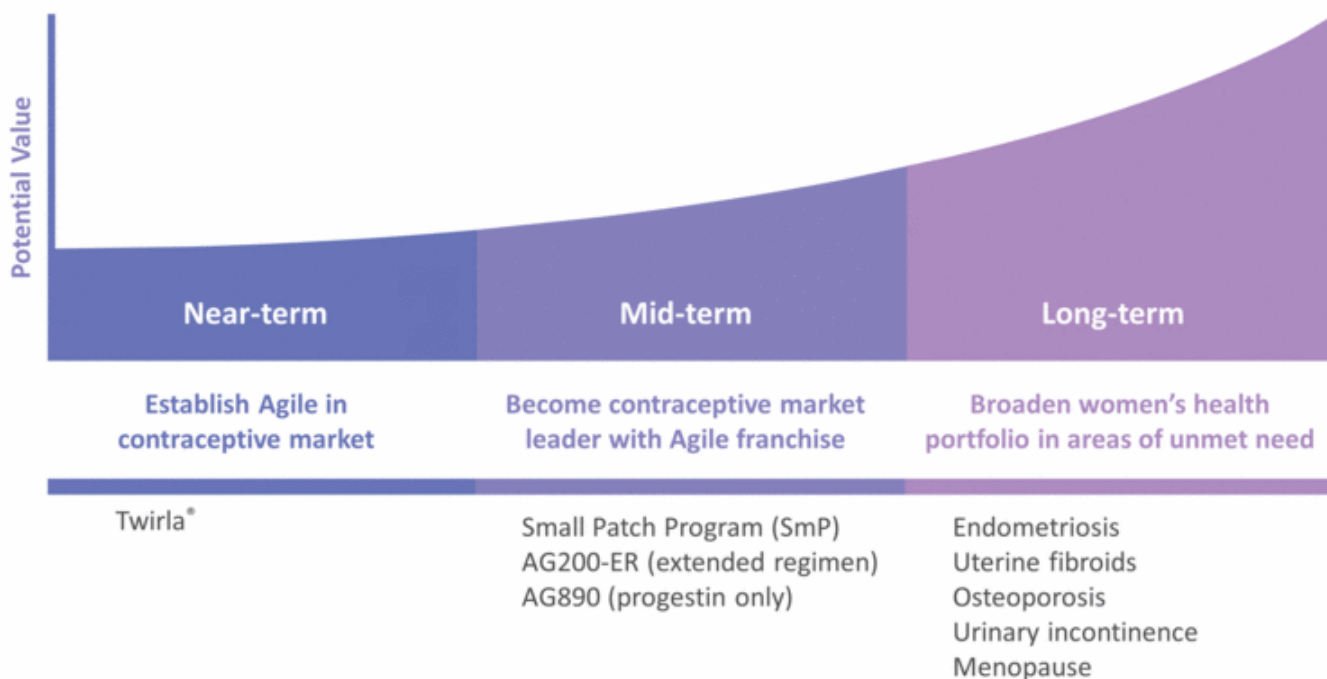 Potential Value
Near-term
Mid-term
Long-term
Establish Agile in
contraceptive market
Become contraceptive market
leader with Agile franchise
Broaden women's health
portfolio in areas of unmet need
Twirla®
Small Patch Program (SmP)
AG200-ER (extended regimen)
AG890 (progestin only)
Endometriosis
Uterine fibroids
Osteoporosis
Urinary incontinence
Menopause